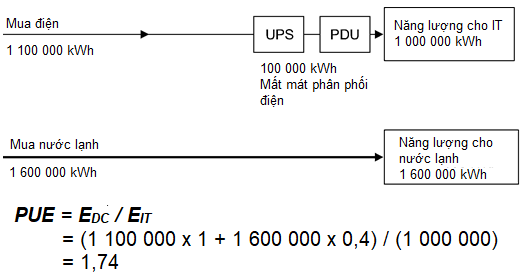 Mua điện
1 100 000 kWh
UPS
PDU
Năng lượng cho IT
1 000 000 kWh
100 000 kWh
Mất mát phân phối
điện
Mua nước lạnh
1 600 000 kWh
Năng lượng cho
nước lạnh
1 600 000 kWh
PUE = EDC / EIT
= (1 100 000 x 1 + 1 600 000 x 0,4) / (1 000 000)
= 1,74